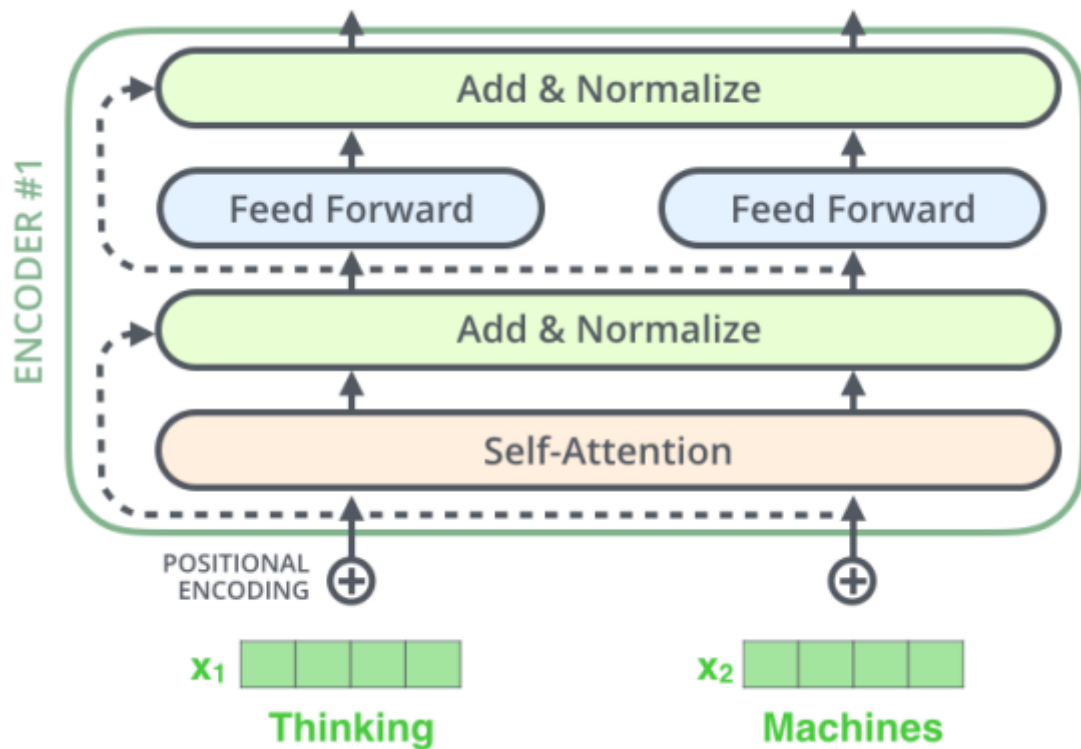 ENCODER #1
Add & Normalize
Feed Forward
Feed Forward
Add & Normalize
Self-Attention
POSITIONAL
ENCODING
x₁
x₂
Thinking
Machines